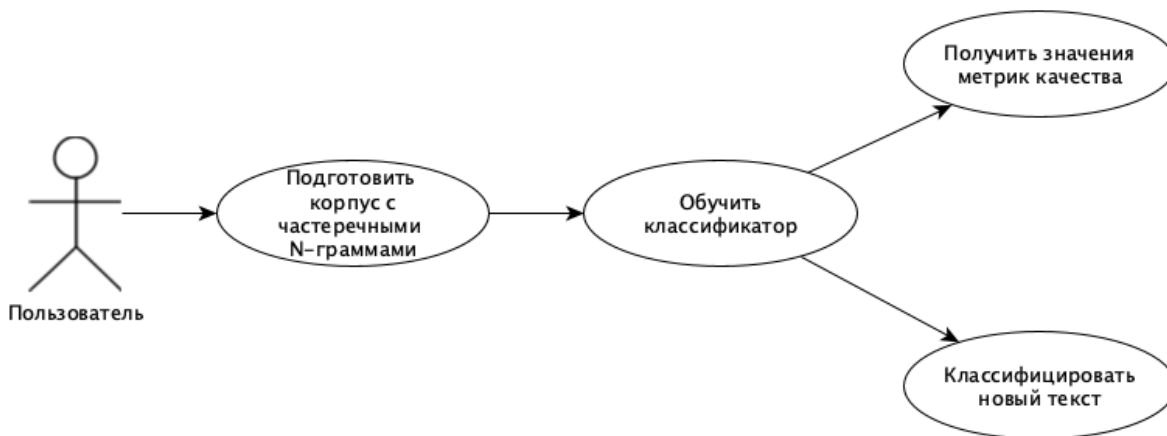 Пользователь
Подготовить
корпус с
частеречными
N-граммами
Обучить
классификатор
Получить значения
метрик качества
Классифицировать
новый текст